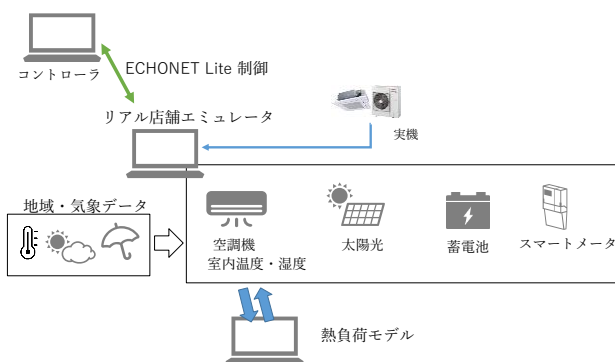 コントローラ
ECHONET Lite 制御
リアル店舗エミュレータ
実機
地域・気象データ
空調機
室内温度・湿度
太陽光
蓄電池
スマートメータ
熱負荷モデル